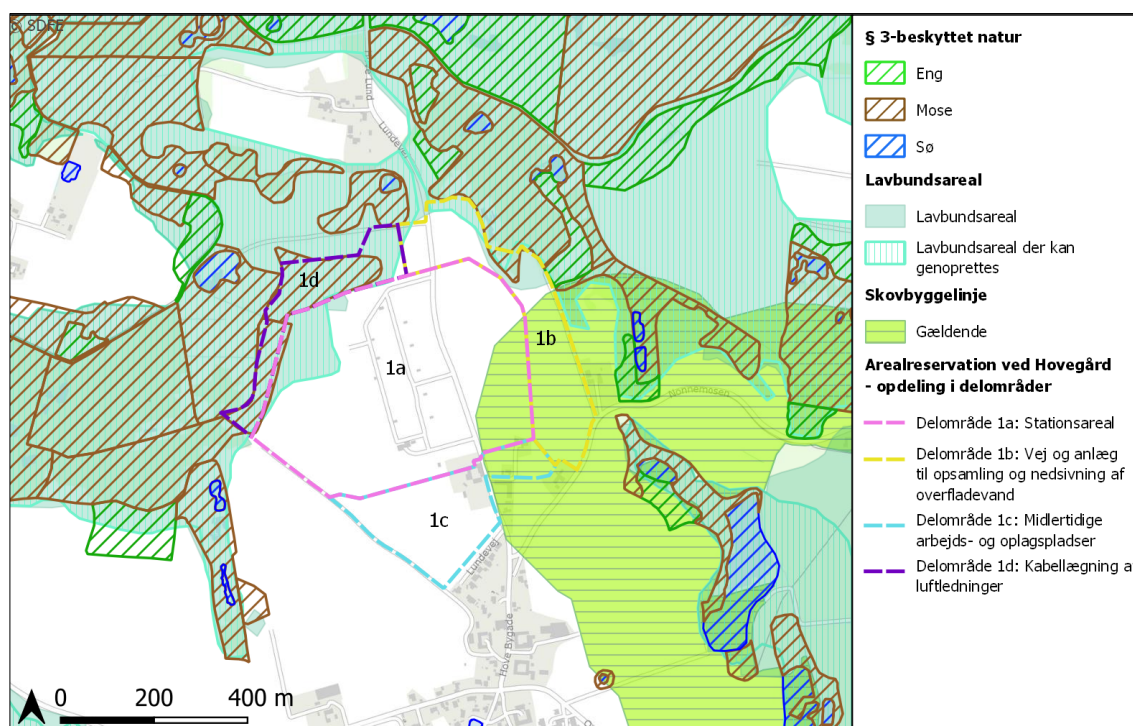 © SDFE
Lundevej
1d
1b
1a
Nonnemosen
1c
Lundevej
Hove Bygade
0 200 400 m
§ 3-beskyttet natur
Eng
Mose
Sø
Lavbundsareal
Lavbundsareal
Lavbundsareal der kan
genoprettes
Skovbyggelinje
Gældende
Arealreservation ved Hovegård
- opdeling i delområder
Delområde 1a: Stationsareal
Delområde 1b: Vej og anlæg
til opsamling og nedsivning af
overfladevand
Delområde 1c: Midlertidige
arbejds- og oplagspladser
Delområde 1d: Kabellægning a
luftledninger